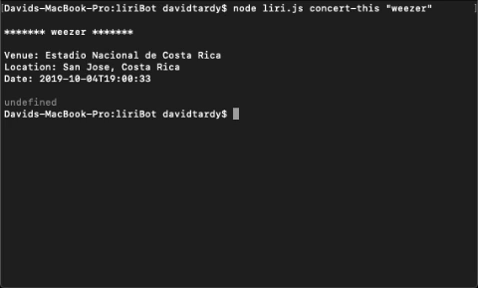 Davids-MacBook-Pro:liriBot davidtardy$ node liri.js concert-this "weezer"
******* weezer *******
Venue: Estadio Nacional de Costa Rica
Location: San Jose, Costa Rica
Date: 2019-10-04T19:00:33
undefined
Davids-MacBook-Pro:liriBot davidtardy$